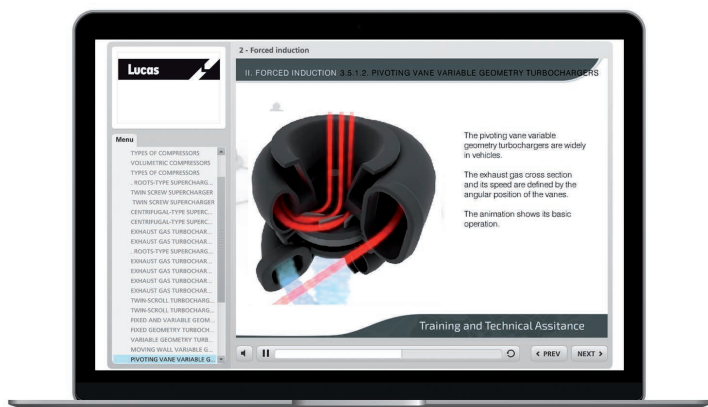 2 - Forced induction
Lucas
II. FORCED INDUCTION 3.5.1.2. PIVOTING VANE VARIABLE GEOMETRY TURBOCHARGERS
Menu
TYPES OF COMPRESSORS
VOLUMETRIC COMPRESSORS
TYPES OF COMPRESSORS
. ROOTS-TYPE SUPERCHARG...
TWIN SCREW SUPERCHARGER
TWIN SCREW SUPERCHARGER
CENTRIFUGAL-TYPE SUPERC...
CENTRIFUGAL-TYPE SUPERC...
EXHAUST GAS TURBOCHAR...
EXHAUST GAS TURBOCHAR...
. ROOTS-TYPE SUPERCHARG...
EXHAUST GAS TURBOCHAR...
EXHAUST GAS TURBOCHAR...
EXHAUST GAS TURBOCHAR...
EXHAUST GAS TURBOCHAR...
TWIN-SCROLL TURBOCHARG...
TWIN-SCROLL TURBOCHARG...
FIXED AND VARIABLE GEOM...
FIXED GEOMETRY TURBOCH...
VARIABLE GEOMETRY TURB...
MOVING WALL VARIABLE G...
PIVOTING VANE VARIABLE G...
The pivoting vane variable
geometry turbochargers are widely
in vehicles.
The exhaust gas cross section
and its speed are defined by the
angular position of the vanes.
The animation shows its basic
operation.
Training and Technical Assitance
< PREV
NEXT >